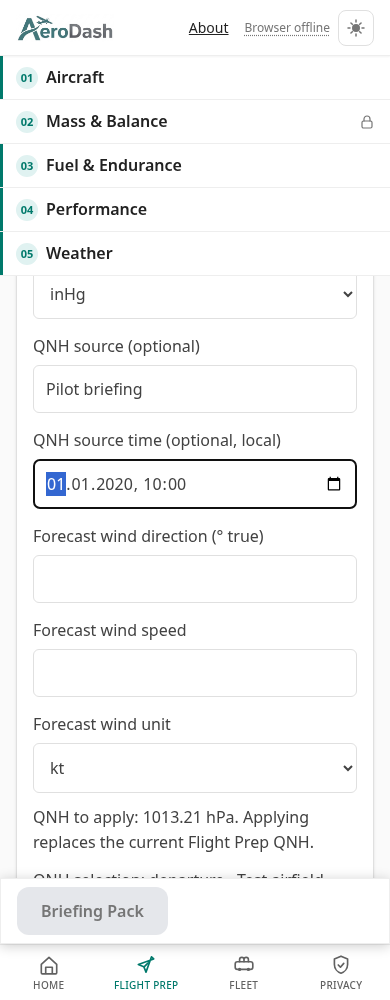 AeroDash
About
Browser offline
01 Aircraft
02 Mass & Balance
03 Fuel & Endurance
04 Performance
05 Weather
inHg
QNH source (optional)
Pilot briefing
QNH source time (optional, local)
01.01.2020, 10:00
Forecast wind direction (° true)
Forecast wind speed
Forecast wind unit
kt
QNH to apply: 1013.21 hPa. Applying
replaces the current Flight Prep QNH.
Briefing Pack
HOME
FLIGHT PREP
FLEET
PRIVACY